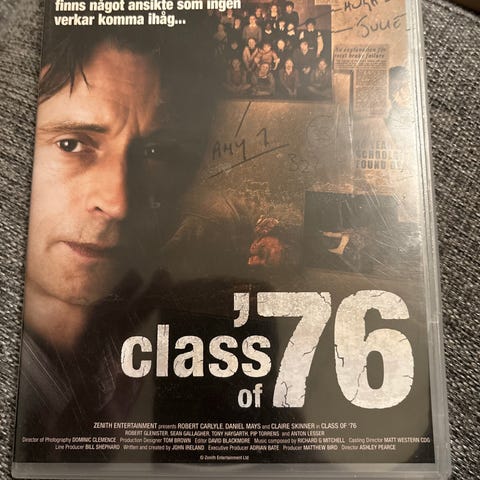 finns något ansikte som ingen
verkar komma ihåg...
JULIE
No explanation for
AMY ?
class of '76
ZENITH ENTERTAINMENT presents ROBERT CARLYLE, DANIEL MAYS and CLAIRE SKINNER in CLASS OF '76
ROBERT GLENISTER, SEAN GALLAGHER, TONY HAYGARTH, PIP TORRENS and ANTON LESSER
Director of Photography DOMINIC CLEMENCE Production Designer TOM BROWN Editor DAVID BLACKMORE Music composed by RICHARD G MITCHELL Casting Director MATT WESTERN CDG
Line Producer BILL SHEPHARD Written and created by JOHN IRELAND Executive Producer ADRIAN BATE Producer MATTHEW BIRD Director ASHLEY PEARCE
© Zenith Entertainment Ltd